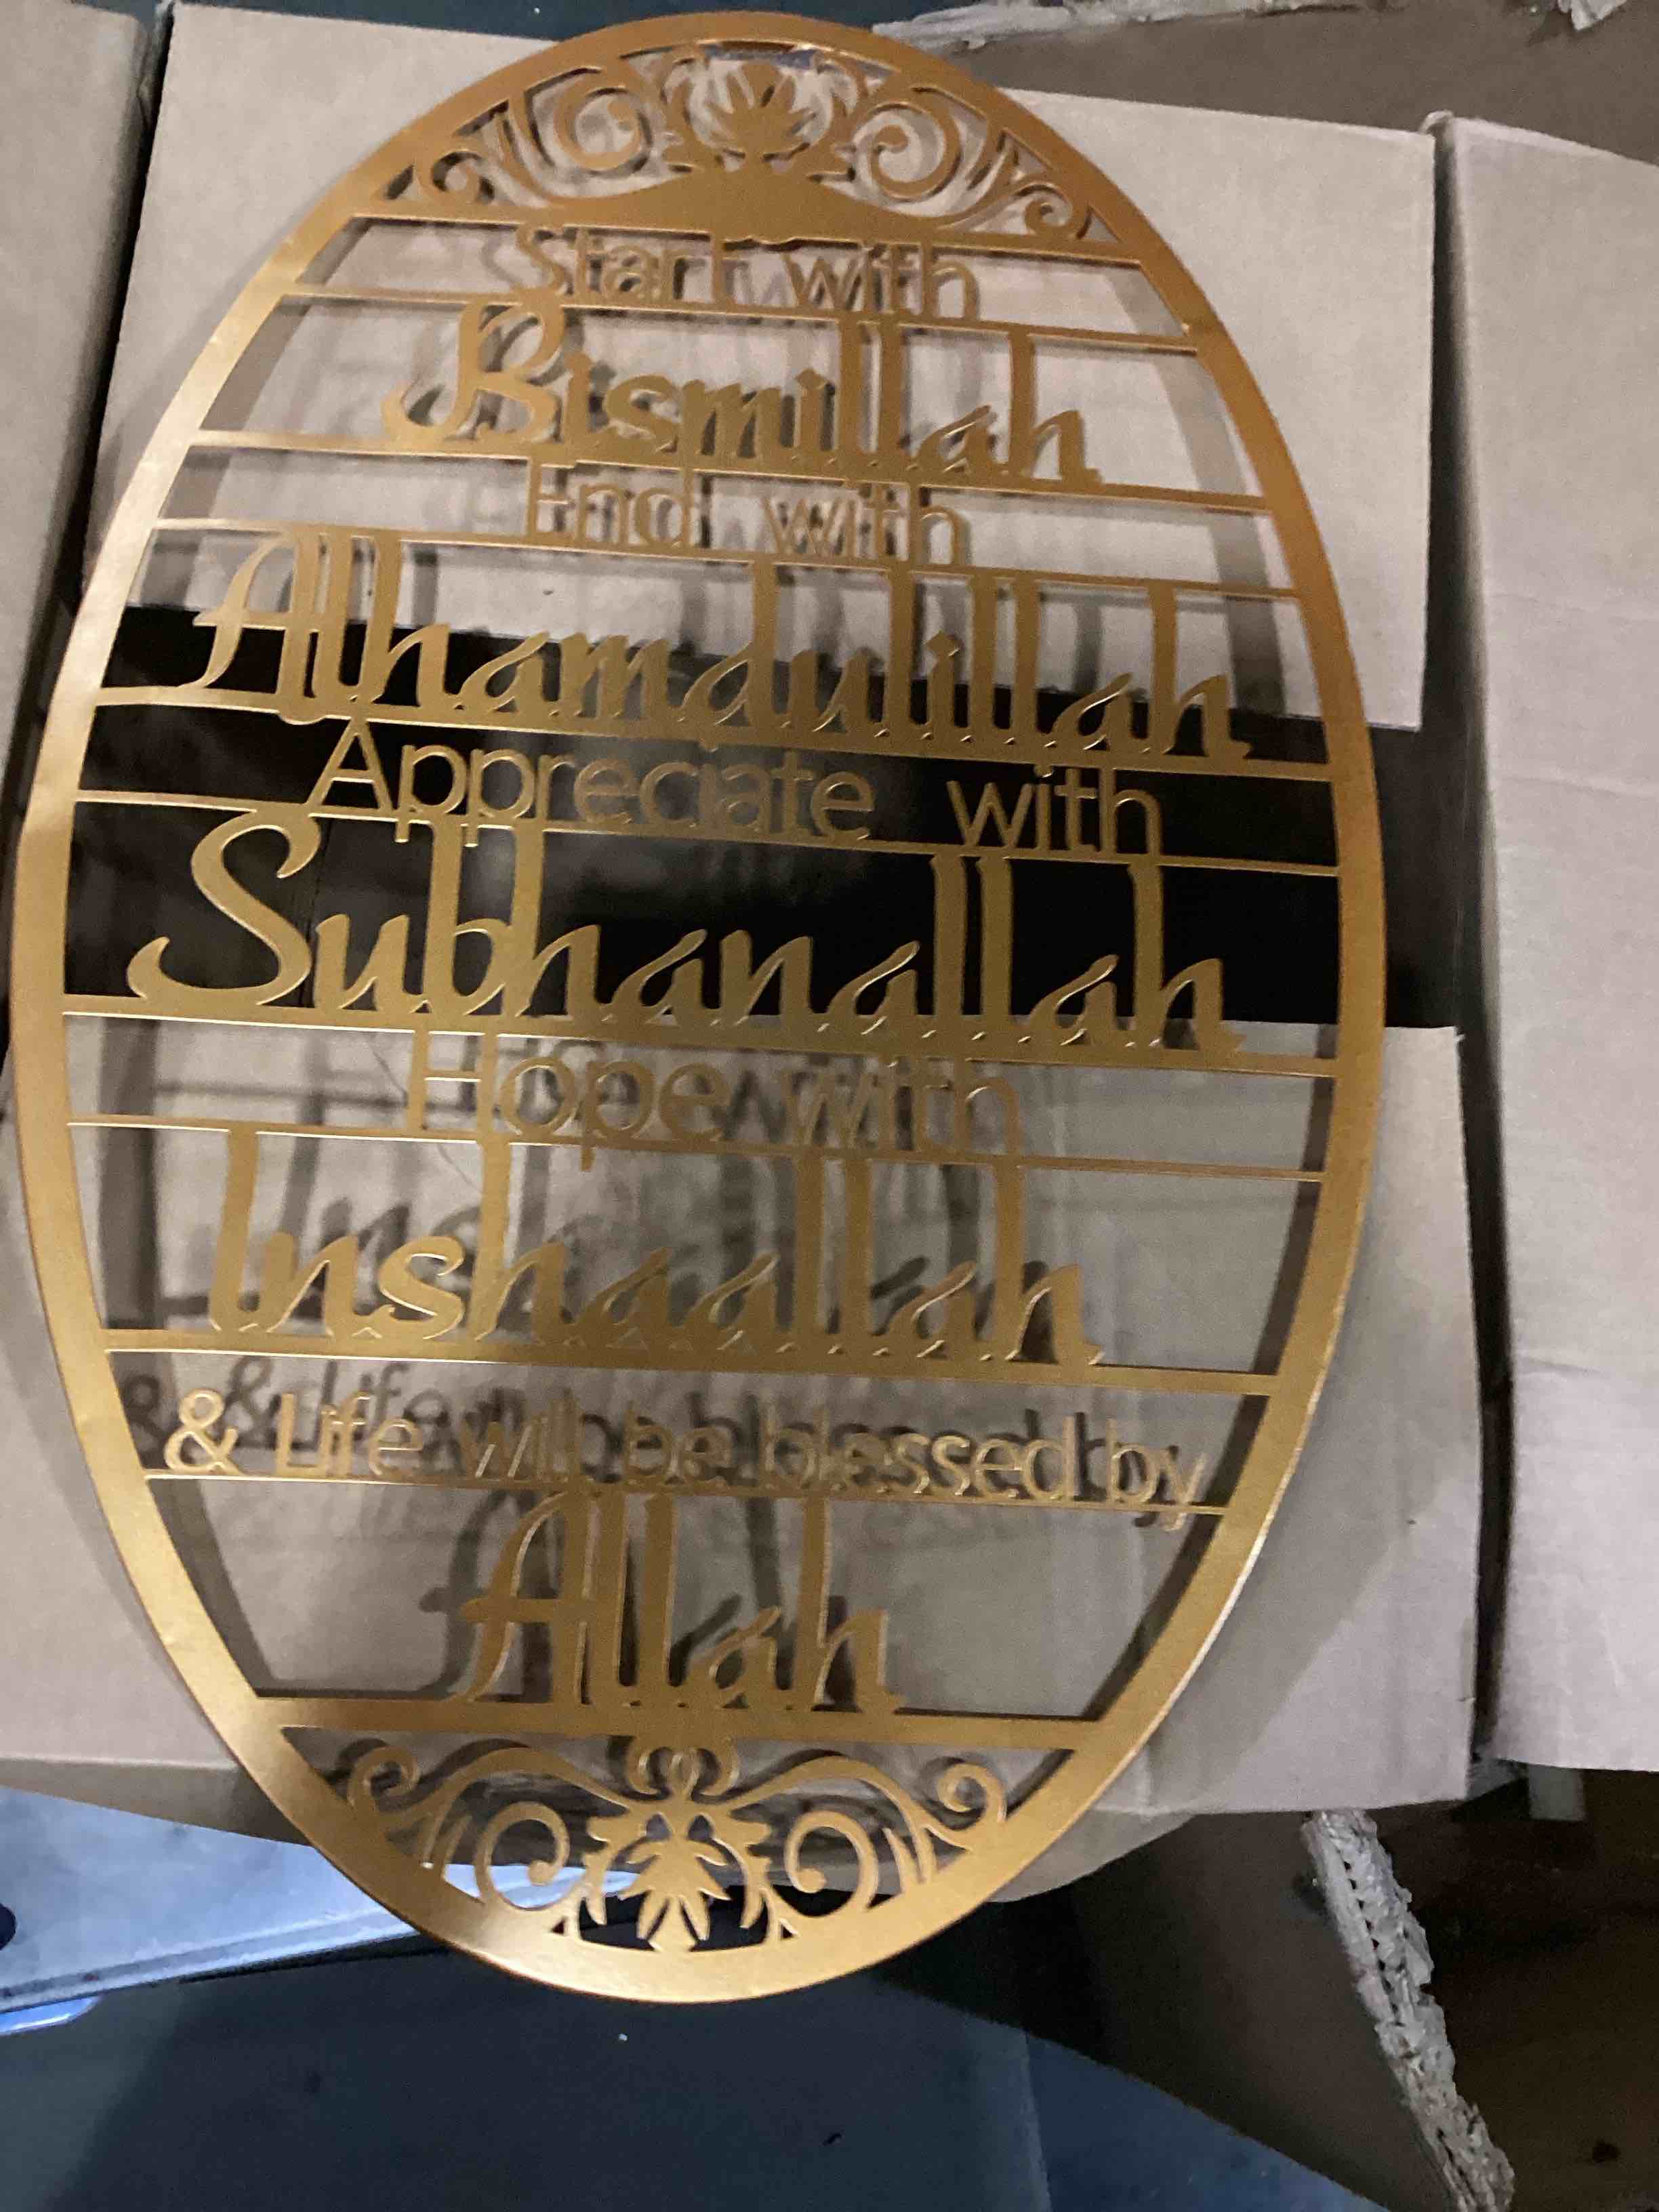 Start with
Bismillah
End with
Alhamdulillah
Appreciate with
Subhanallah
Hope with
Inshaallah
& Life will be blessed by
Allah